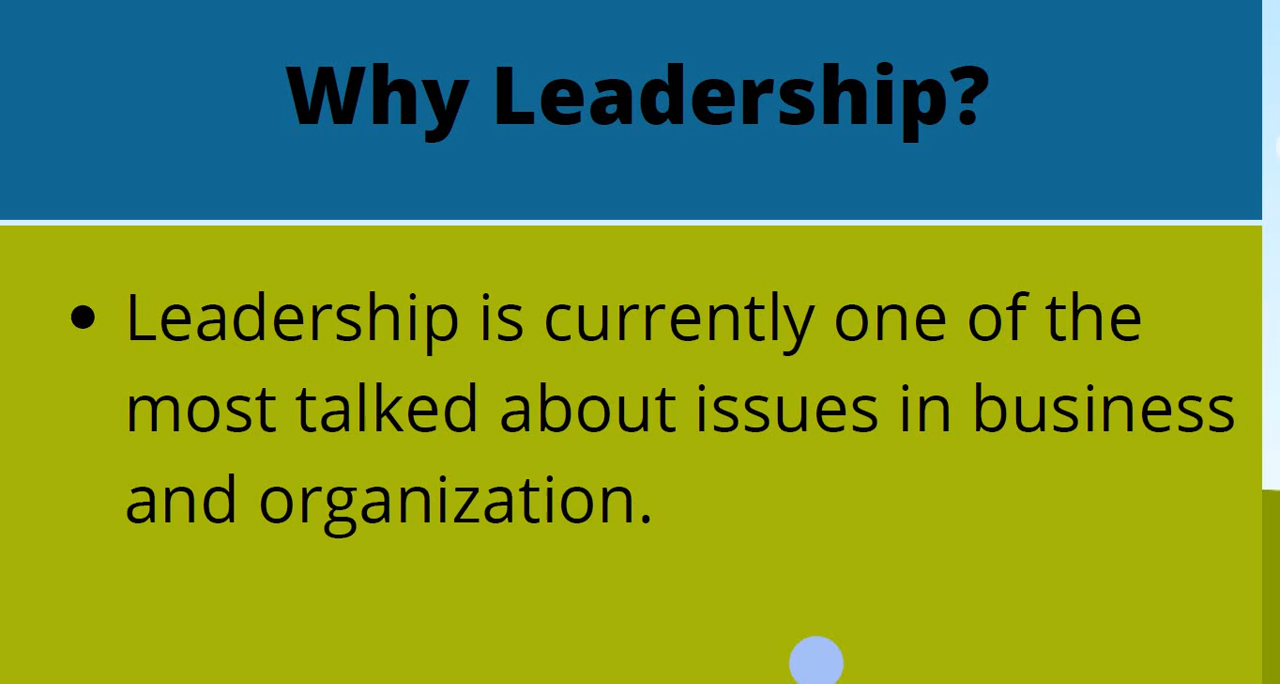 Why Leadership?
• Leadership is currently one of the
most talked about issues in business
and organization.